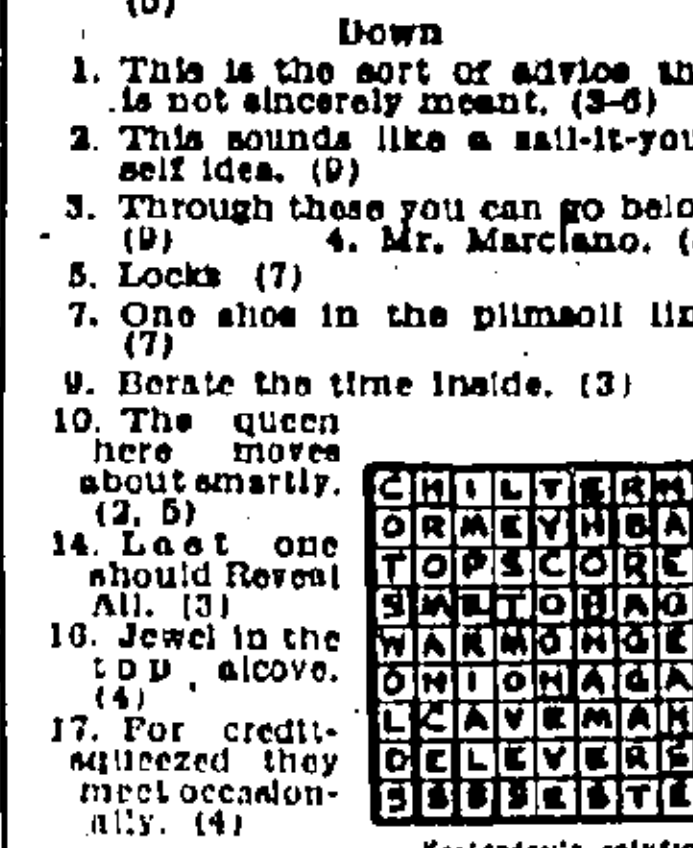 Down
1. This is the sort of advice th
is not sincerely meant. (3-6)
2. This sounds like a sail-it-you
self idea. (9)
3. Through these you can go belo
(9) 4. Mr. Marciano. (
5. Locks (7)
7. One shoe in the plimsoll lin
(7)
9. Berate the time inside. (3)
10. The queen
here moves
about smartly.
(2, 5)
14. Last one
should Reveal
All. (3)
16. Jewel in the
top alcove.
(4)
17. For credit-
squeezed they
meet occasion-
ally. (4)
C H I L T E R N
O R M E Y H B A
T O P S C O R E
S M E T O B A G
W A R M O N G E
O N I O N A G A
L C A V E M A N
D E L E V E R S
S S S S E S T E